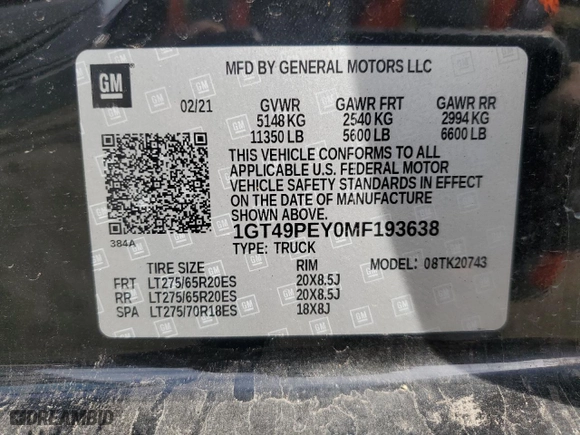 GM
MFD BY GENERAL MOTORS LLC
02/21 GVWR GAWR FRT GAWR RR
5148 KG 2540 KG 2994 KG
11350 LB 5600 LB 6600 LB
THIS VEHICLE CONFORMS TO ALL
APPLICABLE U.S. FEDERAL MOTOR
VEHICLE SAFETY STANDARDS IN EFFECT
ON THE DATE OF MANUFACTURE SHOWN ABOVE.
384A
1GT49PEY0MF193638
TYPE: TRUCK MODEL: 08TK20743
TIRE SIZE RIM
FRT LT275/65R20ES 20X8.5J
RR LT275/65R20ES 20X8.5J
SPA LT275/70R18ES 18X8J
GENERAL MOTORS
DREAMBID